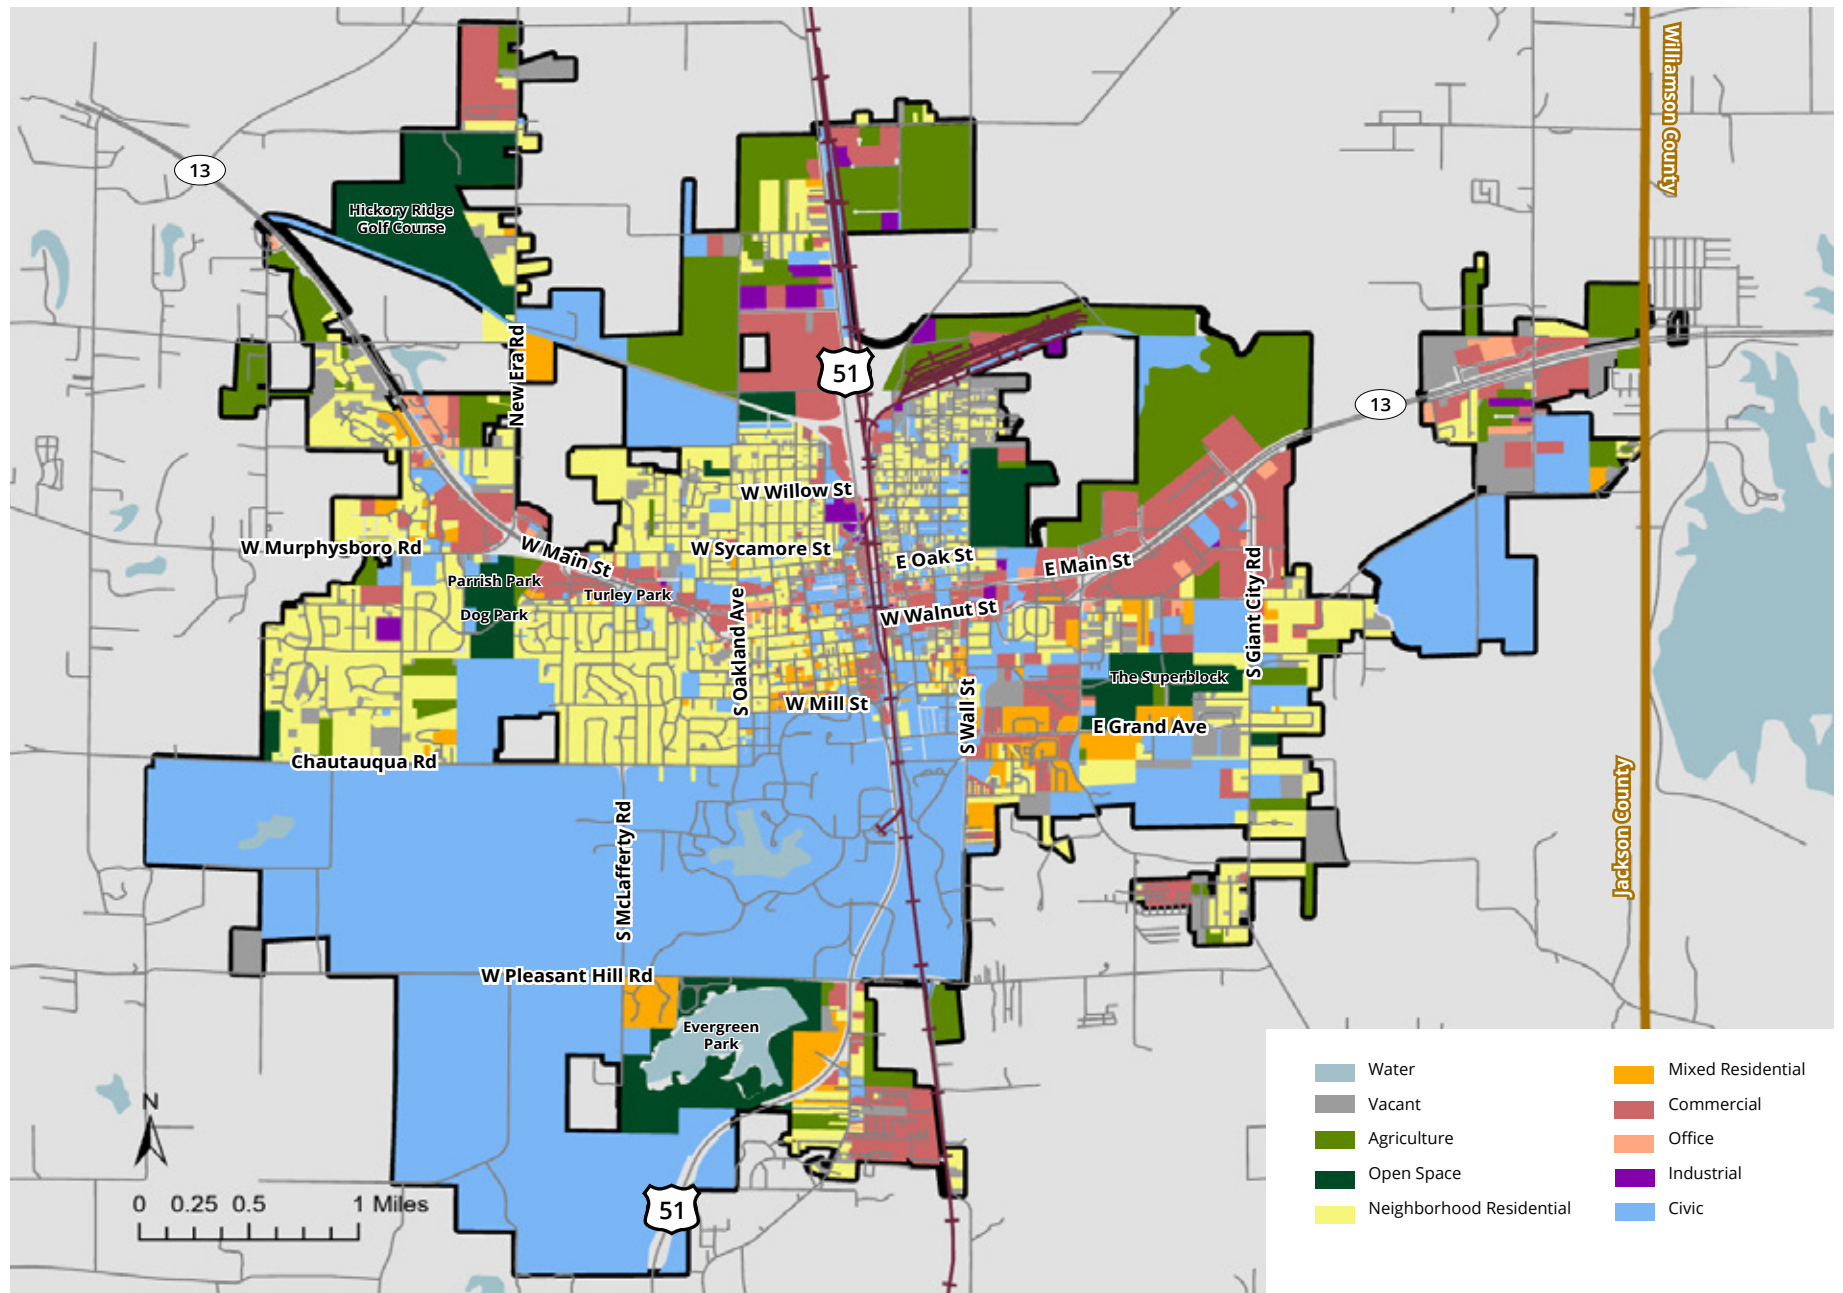 Williamson County
13
Hickory Ridge
Golf Course
New Era Rd
51
13
W Willow St
W Murphysboro Rd
W Main St
W Sycamore St
E Oak St
E Main St
Parrish Park
Turley Park
Dog Park
S Oakland Ave
W Walnut St
S Giant City Rd
The Superblock
W Mill St
S Wall St
E Grand Ave
Chautauqua Rd
Jackson County
S McLafferty Rd
W Pleasant Hill Rd
Evergreen
Park
N
0 0.25 0.5 1 Miles
51
Water
Vacant
Agriculture
Open Space
Neighborhood Residential
Mixed Residential
Commercial
Office
Industrial
Civic